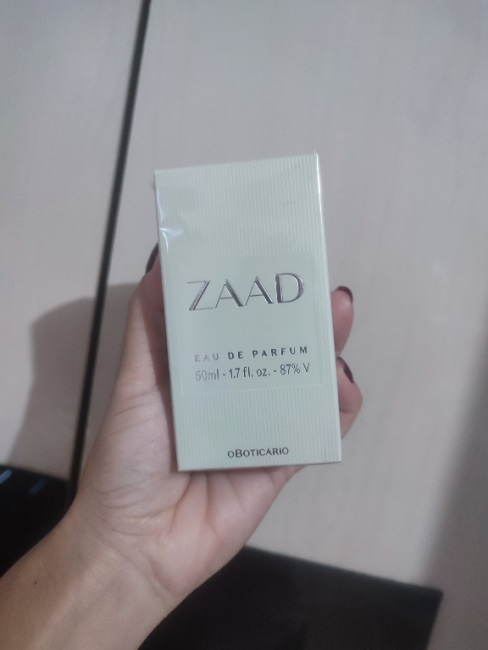 ZAAD
EAU DE PARFUM
50ml - 1.7 fl. oz. - 87% V
oBOTICÁRIO